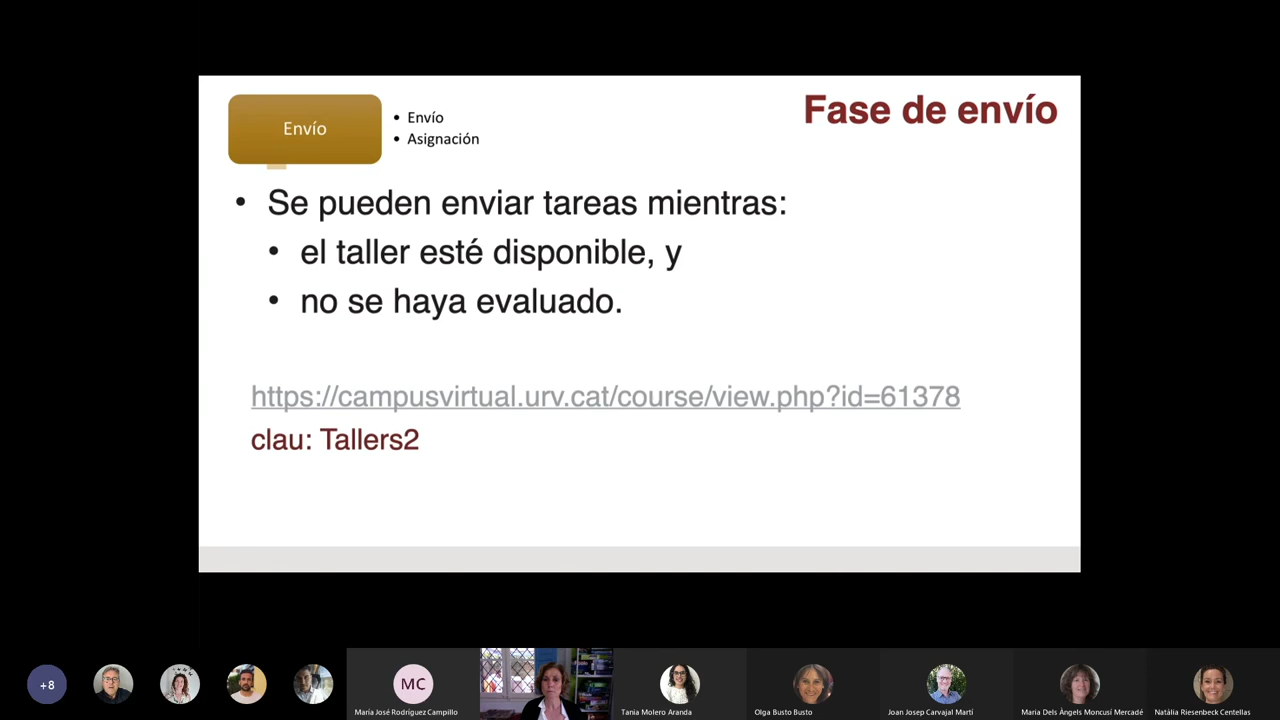 Envío
• Envío
• Asignación
Fase de envío
• Se pueden enviar tareas mientras:
• el taller esté disponible, y
• no se haya evaluado.
https://campusvirtual.urv.cat/course/view.php?id=61378
clau: Tallers2
+8
MC
María José Rodríguez Campillo
Tania Molero Aranda
Olga Busto Busto
Joan Josep Carvajal Martí
Maria Dels Àngels Moncusí Mercadé
Natàlia Riesenbeck Centellas